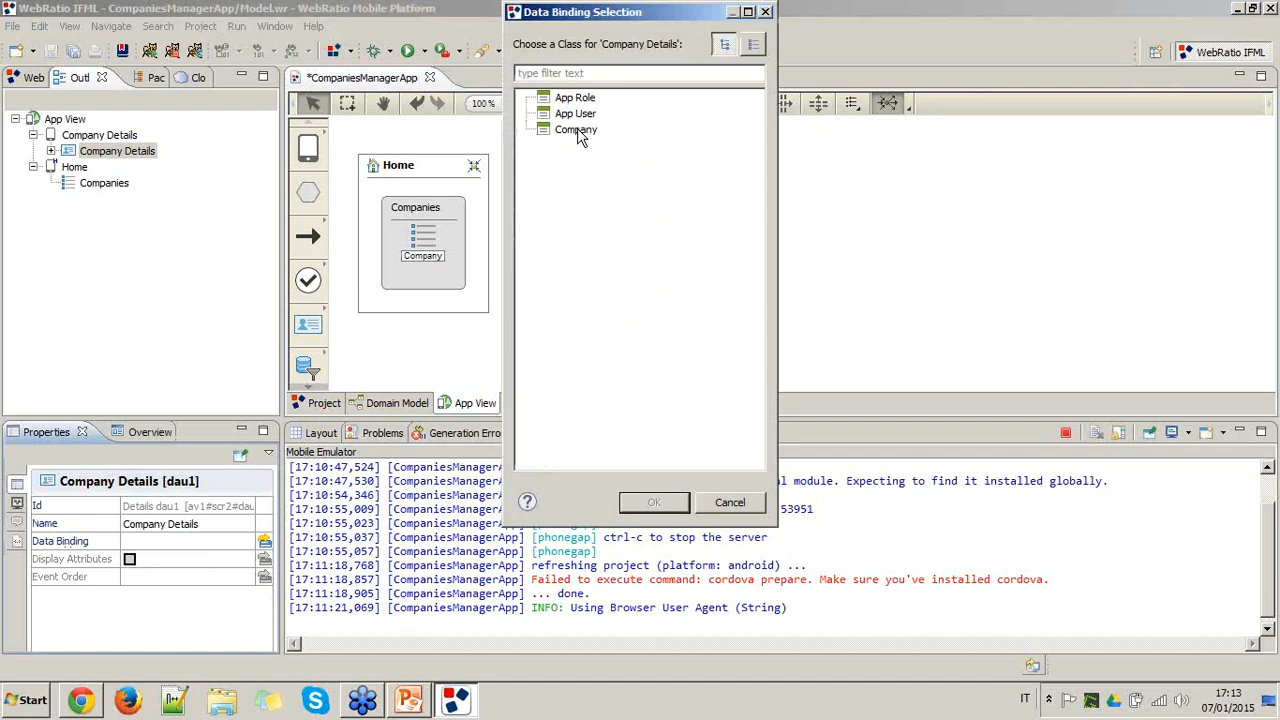 WebRatio IFML - CompaniesManagerApp/Model.wr - WebRatio Mobile Platform
File Edit View Navigate Search Project Run Window Help
WebRatio IFML
Web Outl Pac Clo
App View
Company Details
Company Details
Home
Companies
*CompaniesManagerApp
100 %
Home
Companies
Company
Project Domain Model App View
Data Binding Selection
Choose a Class for 'Company Details':
type filter text
App Role
App User
Company
OK Cancel
Properties Overview
Company Details [dau1]
Id Details dau1 [av1#scr2#dau
Name Company Details
Data Binding
Display Attributes
Event Order
Layout Problems Generation Erro
Mobile Emulator
[17:10:47,524] [CompaniesManagerAp
[17:10:47,530] [CompaniesManagerAp al module. Expecting to find it installed globally.
[17:10:54,346] [CompaniesManagerAp
[17:10:55,009] [CompaniesManagerAp 53951
[17:10:55,023] [CompaniesManagerAp
[17:10:55,037] [CompaniesManagerApp] [phonegap] ctrl-c to stop the server
[17:10:55,057] [CompaniesManagerApp] [phonegap]
[17:11:18,768] [CompaniesManagerApp] refreshing project (platform: android) ...
[17:11:18,857] [CompaniesManagerApp] Failed to execute command: cordova prepare. Make sure you've installed cordova.
[17:11:18,905] [CompaniesManagerApp] ... done.
[17:11:21,069] [CompaniesManagerApp] INFO: Using Browser User Agent (String)
Start
IT
17:13
07/01/2015